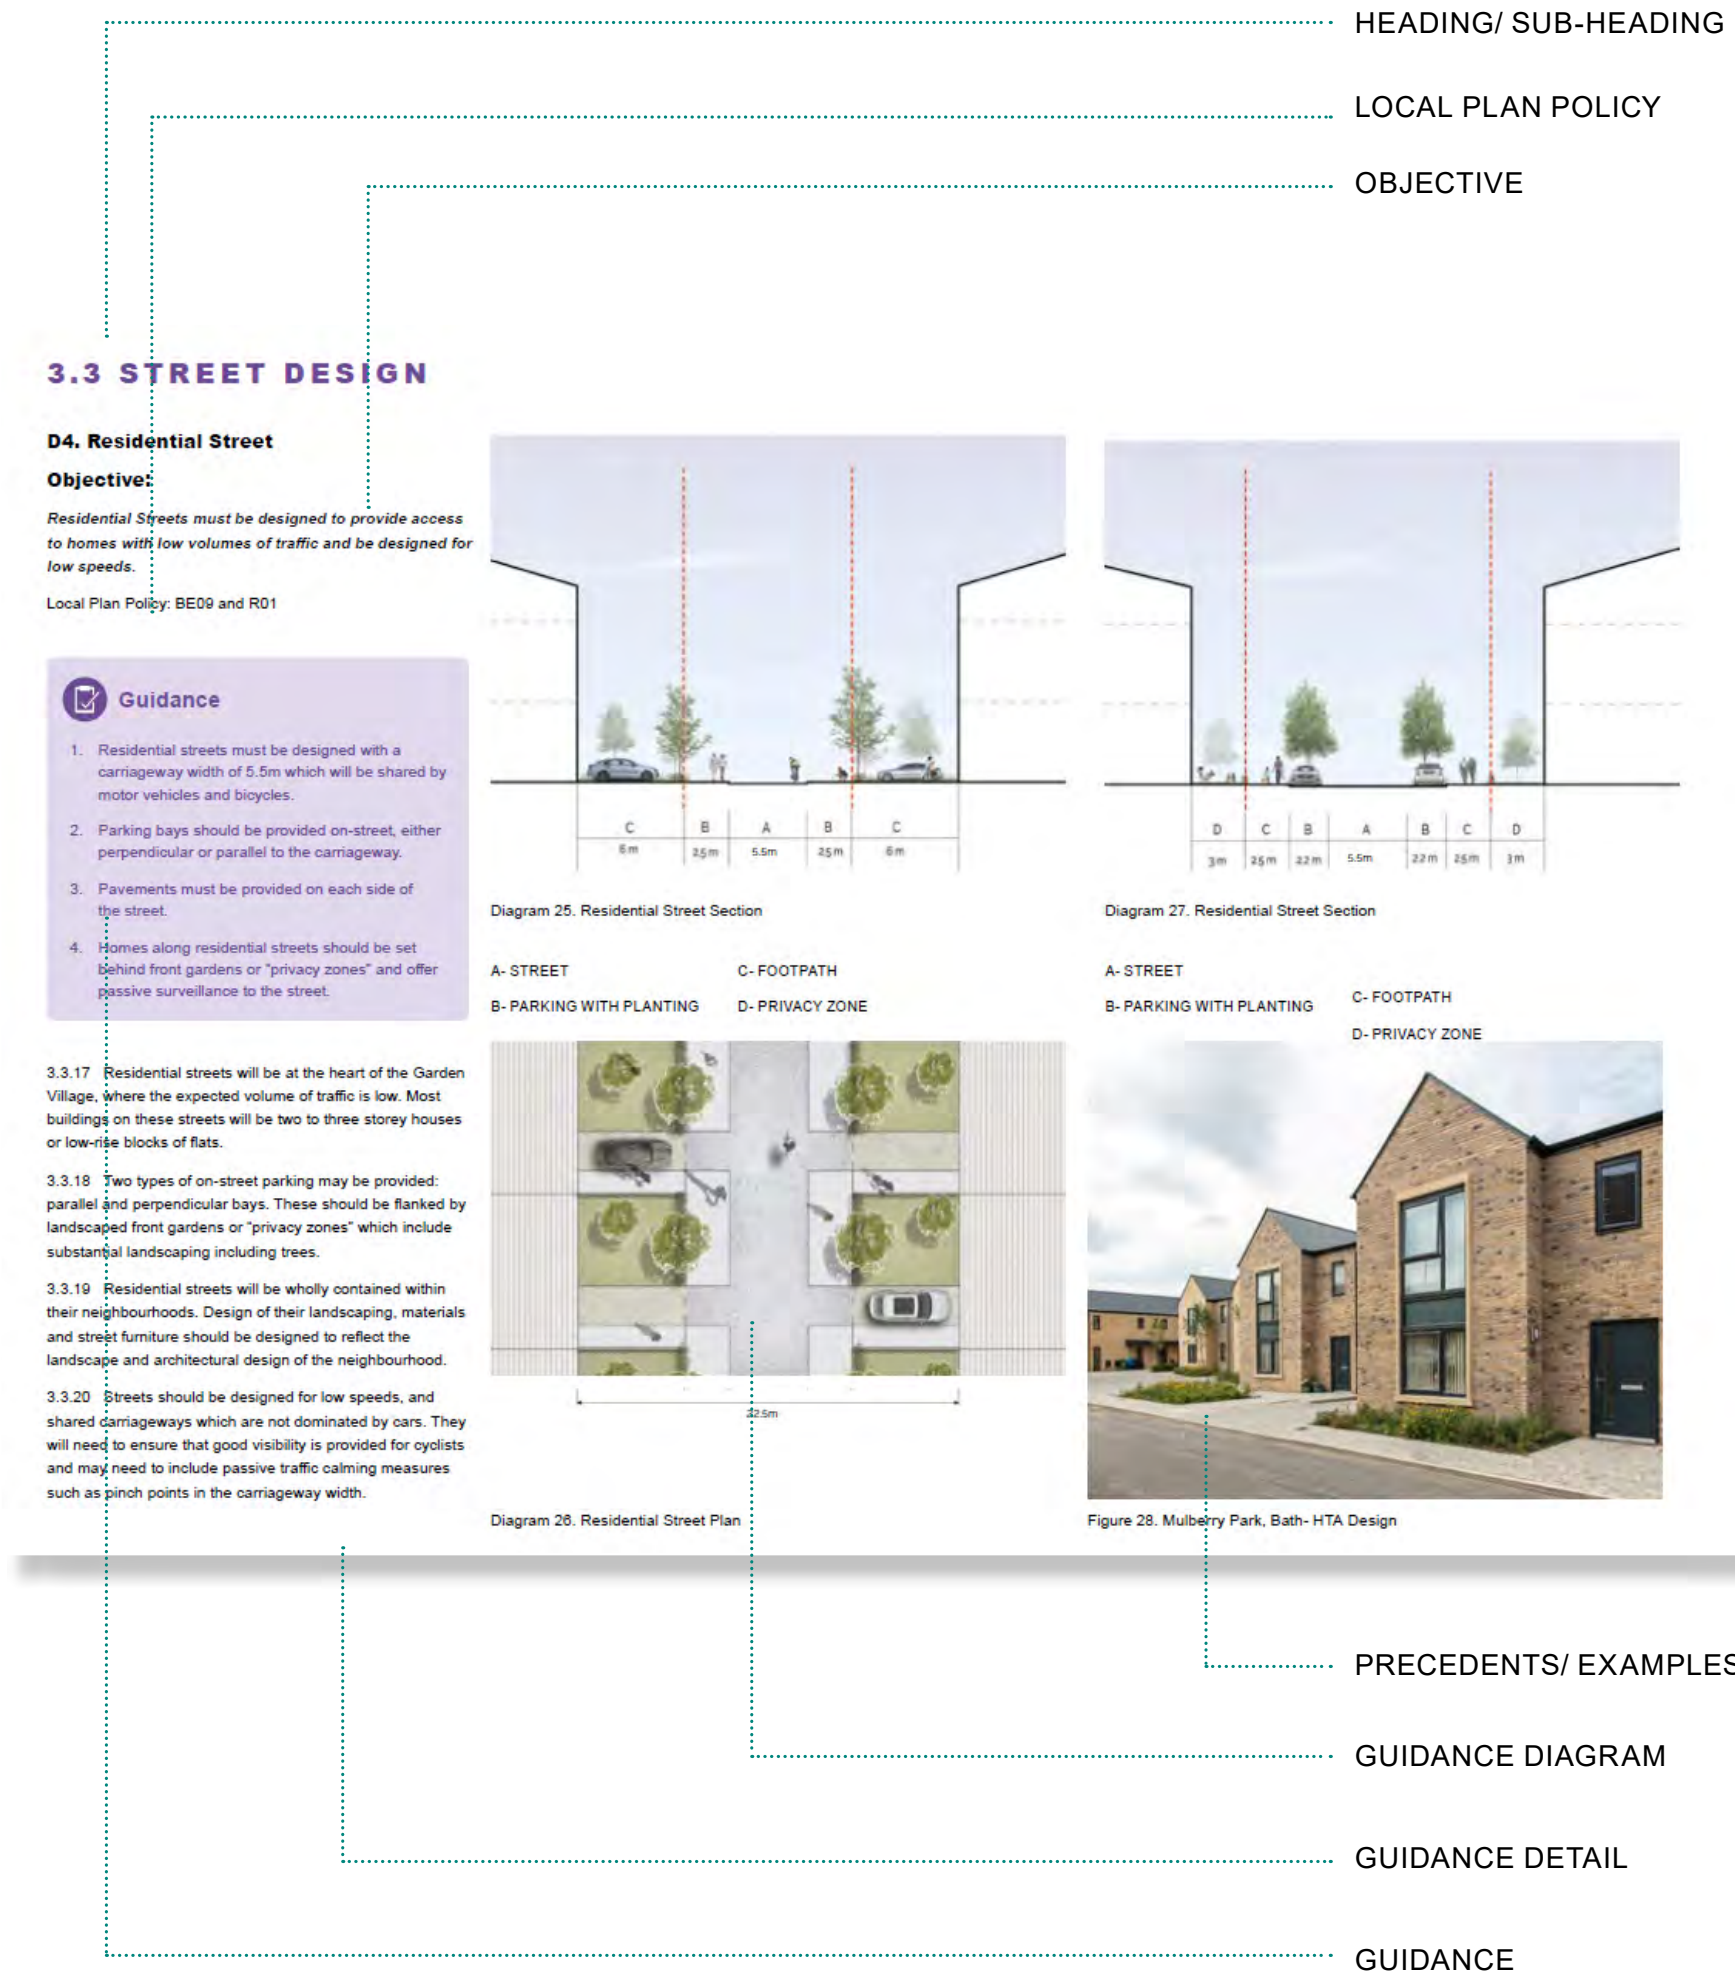 HEADING/ SUB-HEADING
LOCAL PLAN POLICY
OBJECTIVE
3.3 STREET DESIGN
D4. Residential Street
Objective:
Residential Streets must be designed to provide access
to homes with low volumes of traffic and be designed for
low speeds.
Local Plan Policy: BE09 and R01
Guidance
1. Residential streets must be designed with a
carriageway width of 5.5m which will be shared by
motor vehicles and bicycles.
2. Parking bays should be provided on-street, either
perpendicular or parallel to the carriageway.
3. Pavements must be provided on each side of
the street.
4. Homes along residential streets should be set
behind front gardens or "privacy zones" and offer
passive surveillance to the street.
3.3.17 Residential streets will be at the heart of the Garden
Village, where the expected volume of traffic is low. Most
buildings on these streets will be two to three storey houses
or low-rise blocks of flats.
3.3.18 Two types of on-street parking may be provided:
parallel and perpendicular bays. These should be flanked by
landscaped front gardens or "privacy zones" which include
substantial landscaping including trees.
3.3.19 Residential streets will be wholly contained within
their neighbourhoods. Design of their landscaping, materials
and street furniture should be designed to reflect the
landscape and architectural design of the neighbourhood.
3.3.20 Streets should be designed for low speeds, and
shared carriageways which are not dominated by cars. They
will need to ensure that good visibility is provided for cyclists
and may need to include passive traffic calming measures
such as pinch points in the carriageway width.
C B A B C
6m 2.5m 5.5m 2.5m 6m
Diagram 25. Residential Street Section
A- STREET C- FOOTPATH
B- PARKING WITH PLANTING D- PRIVACY ZONE
22.5m
Diagram 26. Residential Street Plan
D C B A B C D
3m 2.5m 2.2m 5.5m 2.2m 2.5m 3m
Diagram 27. Residential Street Section
A- STREET
B- PARKING WITH PLANTING
C- FOOTPATH
D- PRIVACY ZONE
Figure 28. Mulberry Park, Bath- HTA Design
PRECEDENTS/ EXAMPLES
GUIDANCE DIAGRAM
GUIDANCE DETAIL
GUIDANCE